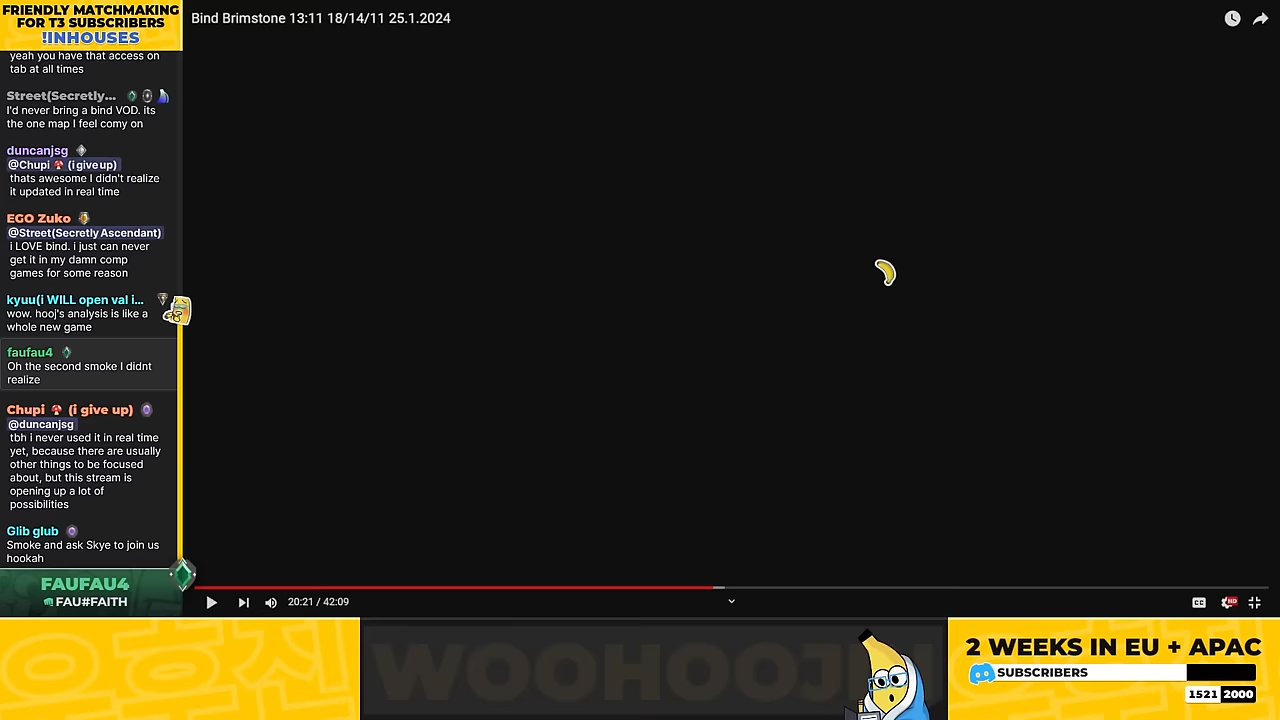 FRIENDLY MATCHMAKING
FOR T3 SUBSCRIBERS
!INHOUSES
yeah you have that access on
tab at all times
Street(Secretly...
I'd never bring a bind VOD. its
the one map I feel comy on
duncanjsg
@Chupi 🍄 (i give up)
thats awesome I didn't realize
it updated in real time
EGO Zuko
@Street(Secretly Ascendant)
i LOVE bind. i just can never
get it in my damn comp
games for some reason
kyuu(i WILL open val i...
wow. hooj's analysis is like a
whole new game
faufau4
Oh the second smoke I didnt
realize
Chupi 🍄 (i give up)
@duncanjsg
tbh i never used it in real time
yet, because there are usually
other things to be focused
about, but this stream is
opening up a lot of
possibilities
Glib glub
Smoke and ask Skye to join us
hookah
FAUFAU4
FAU#FAITH
Bind Brimstone 13:11 18/14/11 25.1.2024
20:21 / 42:09
CC
HD
WOOHOOJIN
2 WEEKS IN EU + APAC
SUBSCRIBERS
1521 2000